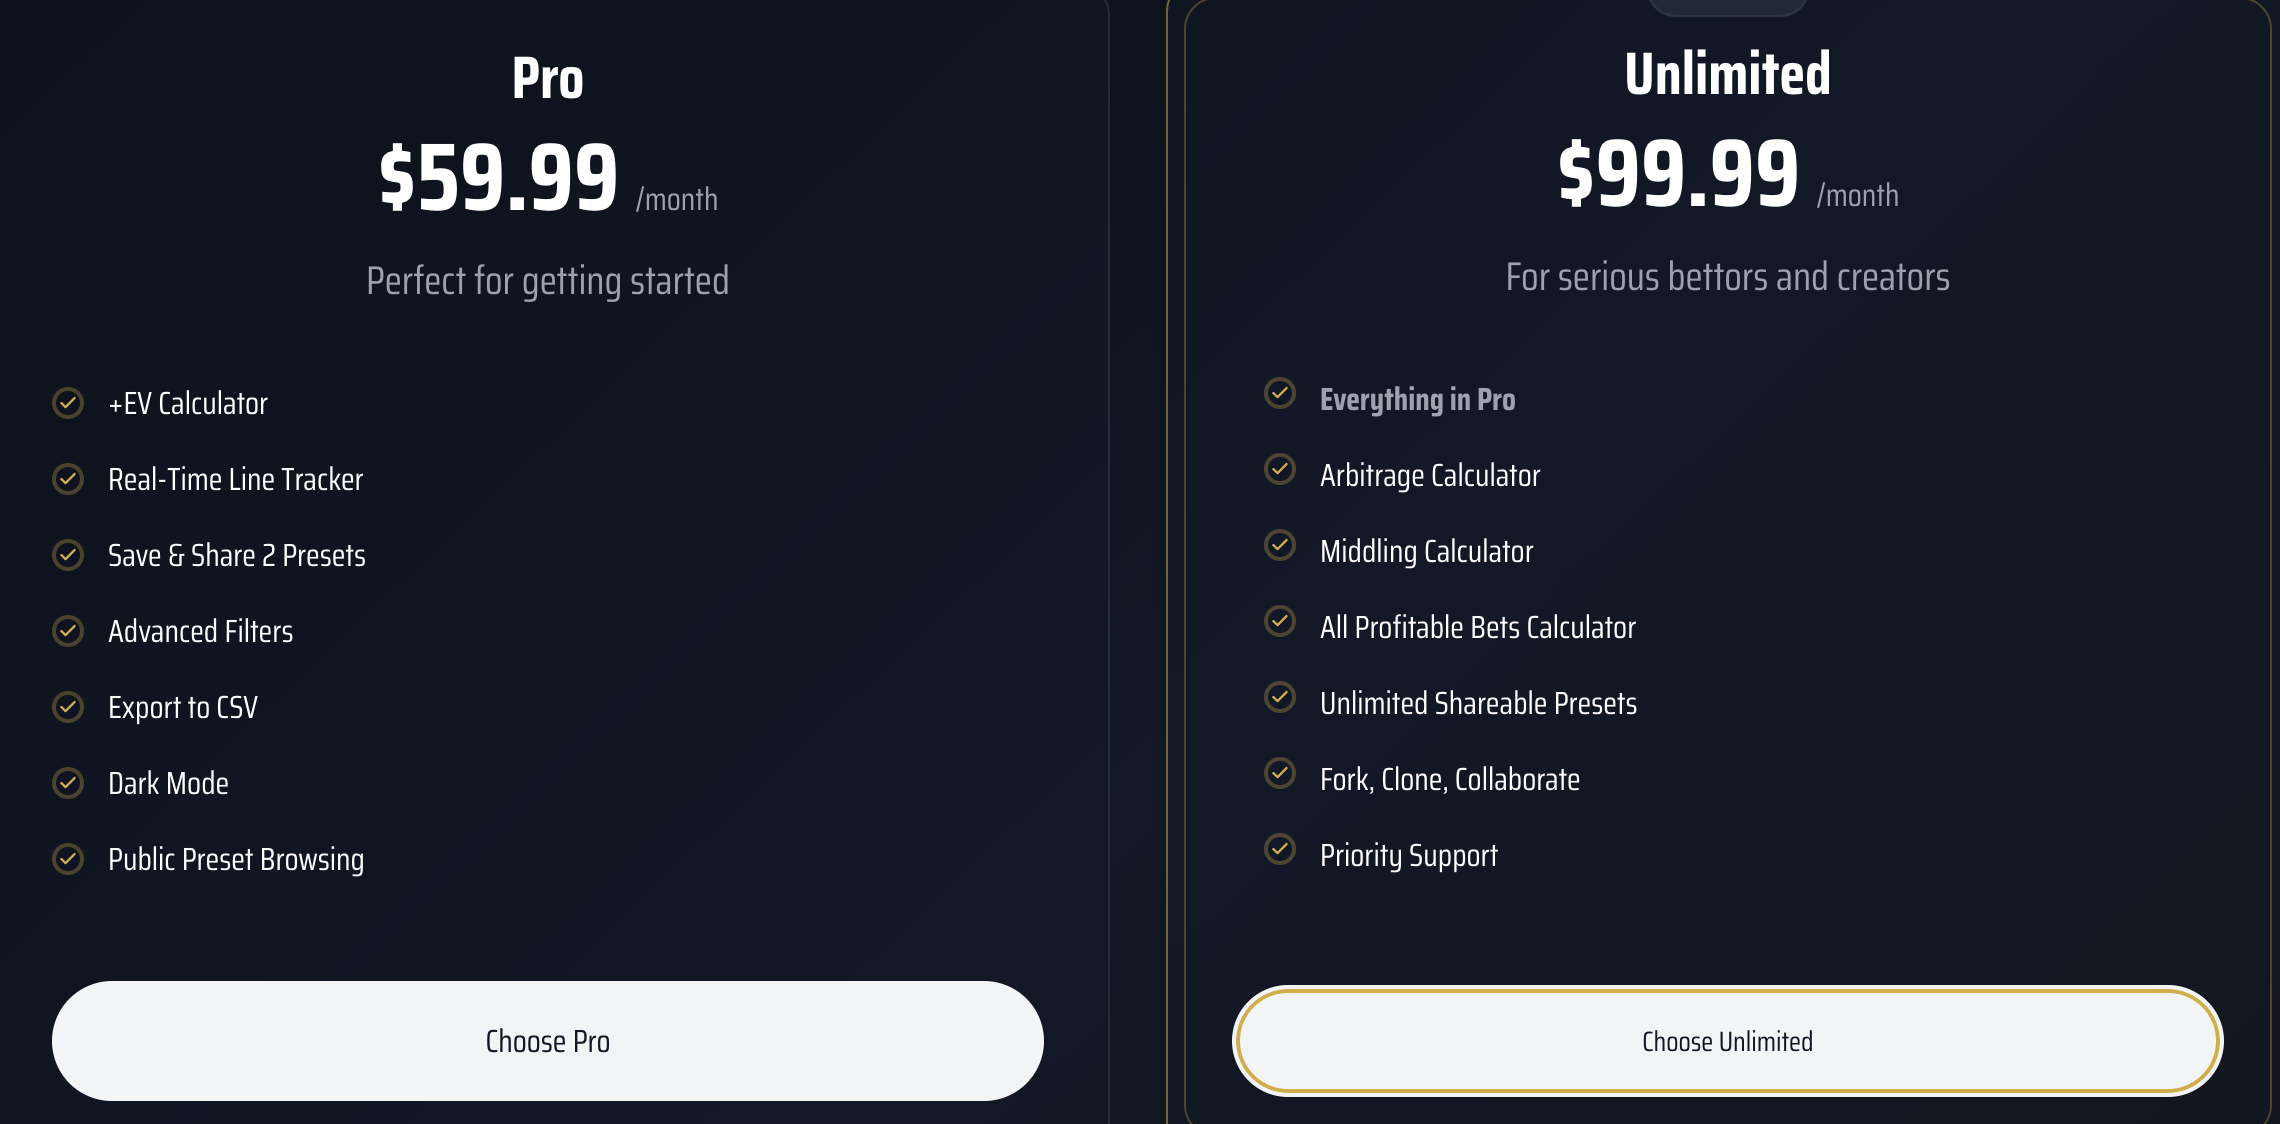 Pro
$59.99 /month
Perfect for getting started
+EV Calculator
Real-Time Line Tracker
Save & Share 2 Presets
Advanced Filters
Export to CSV
Dark Mode
Public Preset Browsing
Choose Pro
Unlimited
$99.99 /month
For serious bettors and creators
Everything in Pro
Arbitrage Calculator
Middling Calculator
All Profitable Bets Calculator
Unlimited Shareable Presets
Fork, Clone, Collaborate
Priority Support
Choose Unlimited